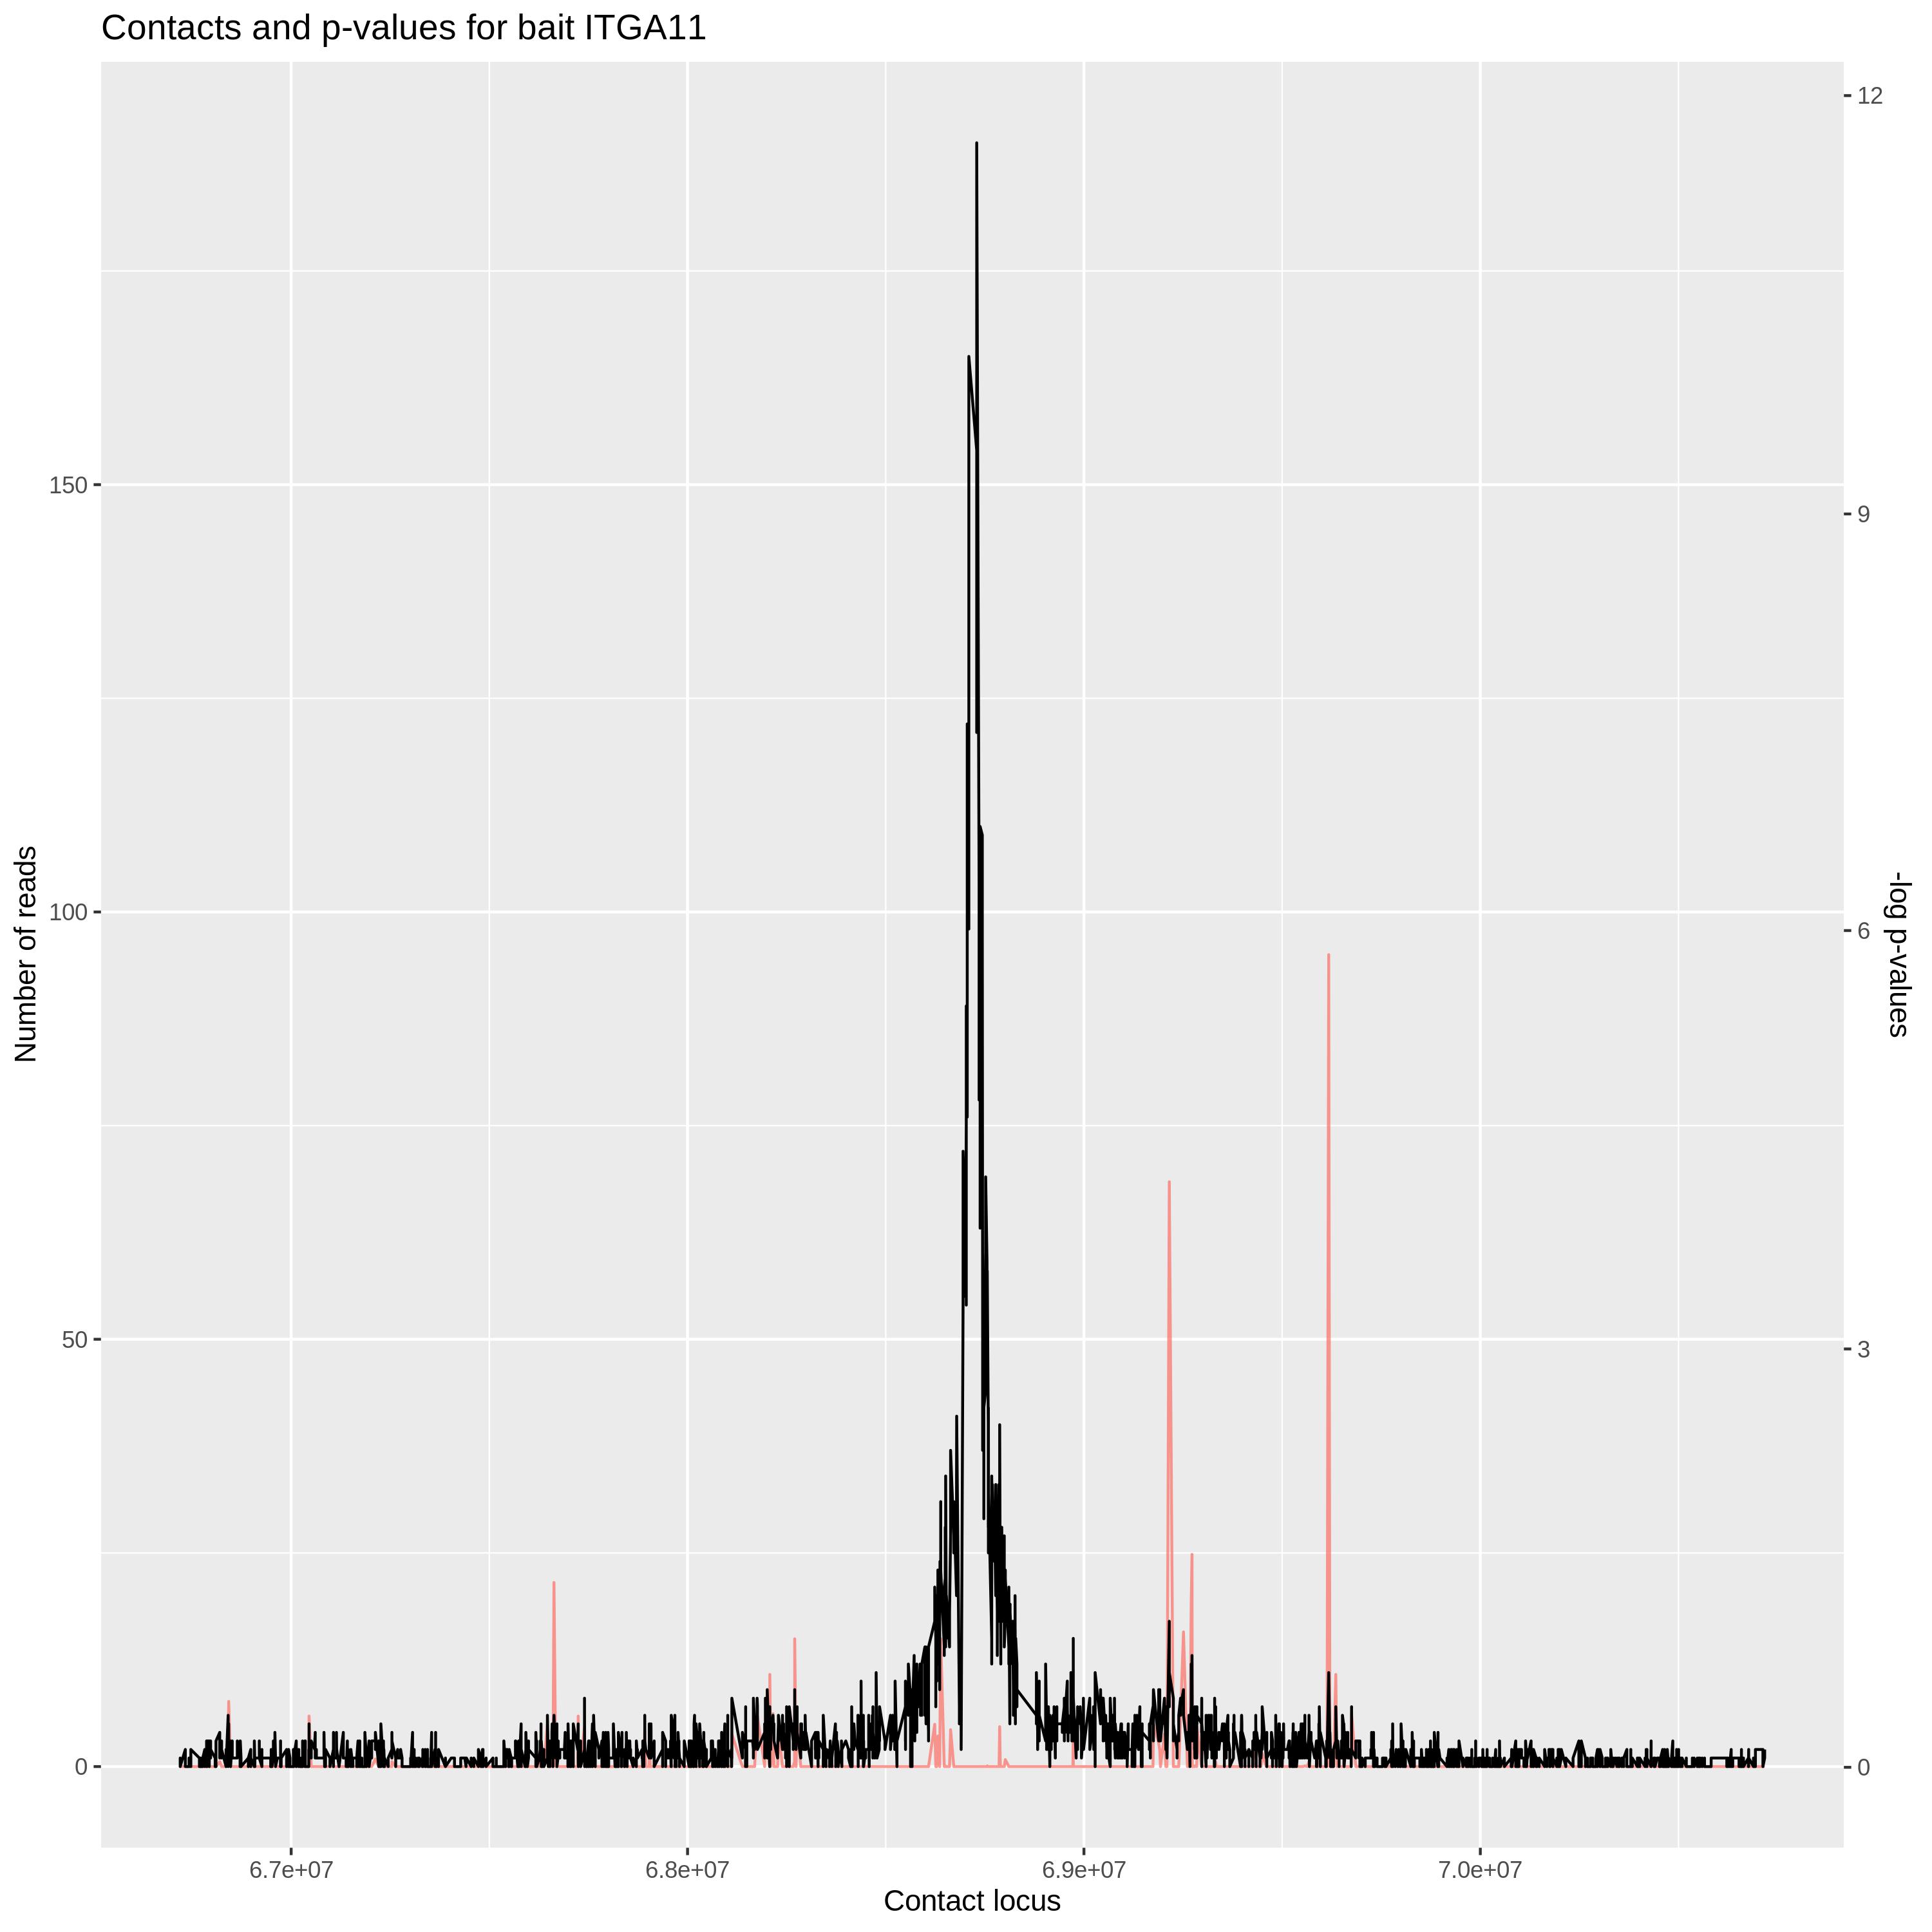 Contacts and p-values for bait ITGA11
12
150
9
Number of reads
100
6
-log p-values
50
3
0
0
6.7e+07
6.8e+07
6.9e+07
7.0e+07
Contact locus